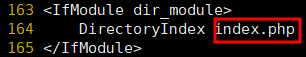 163 <IfModule dir_module>
164     DirectoryIndex index.php
165 </IfModule>